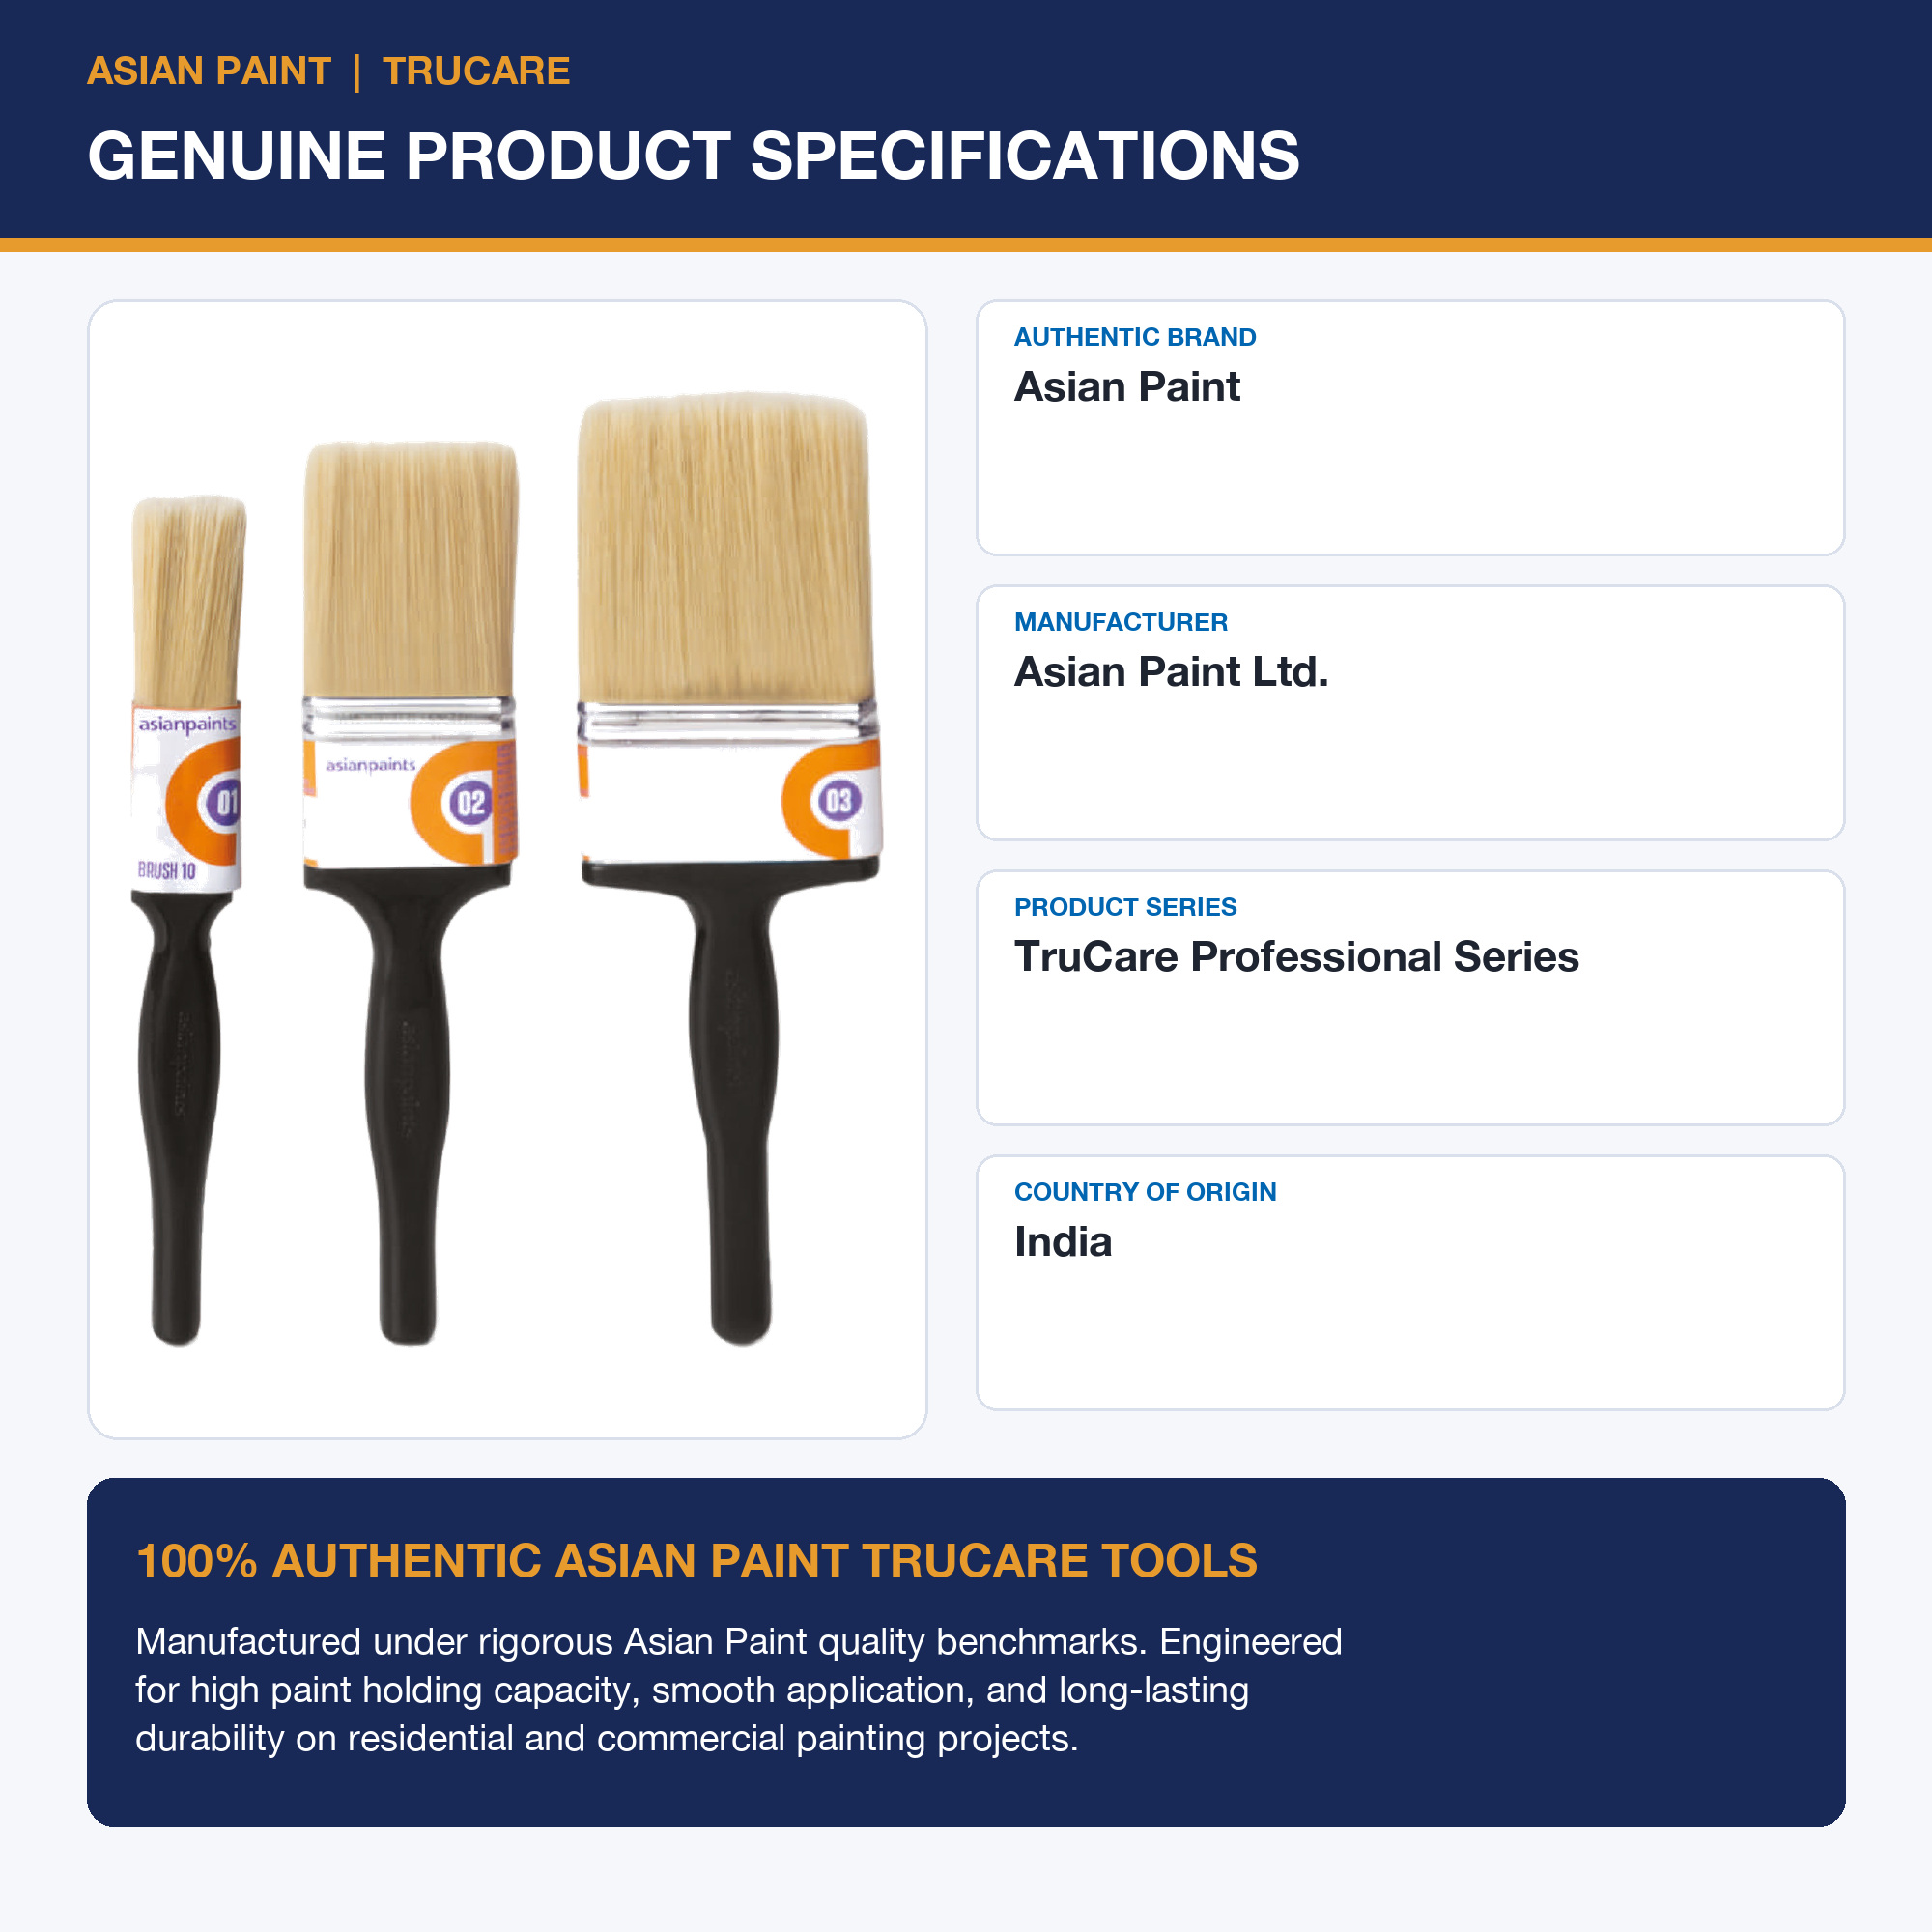 ASIAN PAINT | TRUCARE
GENUINE PRODUCT SPECIFICATIONS
asianpaints
01
BRUSH 10
asianpaints
02
03
AUTHENTIC BRAND
Asian Paint
MANUFACTURER
Asian Paint Ltd.
PRODUCT SERIES
TruCare Professional Series
COUNTRY OF ORIGIN
India
100% AUTHENTIC ASIAN PAINT TRUCARE TOOLS
Manufactured under rigorous Asian Paint quality benchmarks. Engineered
for high paint holding capacity, smooth application, and long-lasting
durability on residential and commercial painting projects.